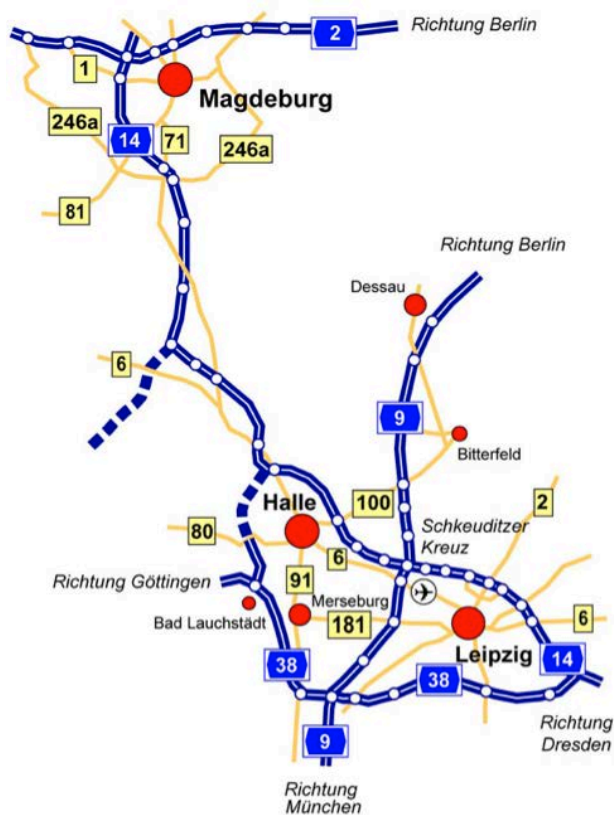 Richtung Berlin
2
1
Magdeburg
246a
14
71
246a
81
Richtung Berlin
Dessau
6
9
Bitterfeld
2
Halle
100
Schkeuditzer
Kreuz
80
6
Richtung Göttingen
91
Merseburg
6
Bad Lauchstädt
181
Leipzig
14
38
38
Richtung
Dresden
9
Richtung
München